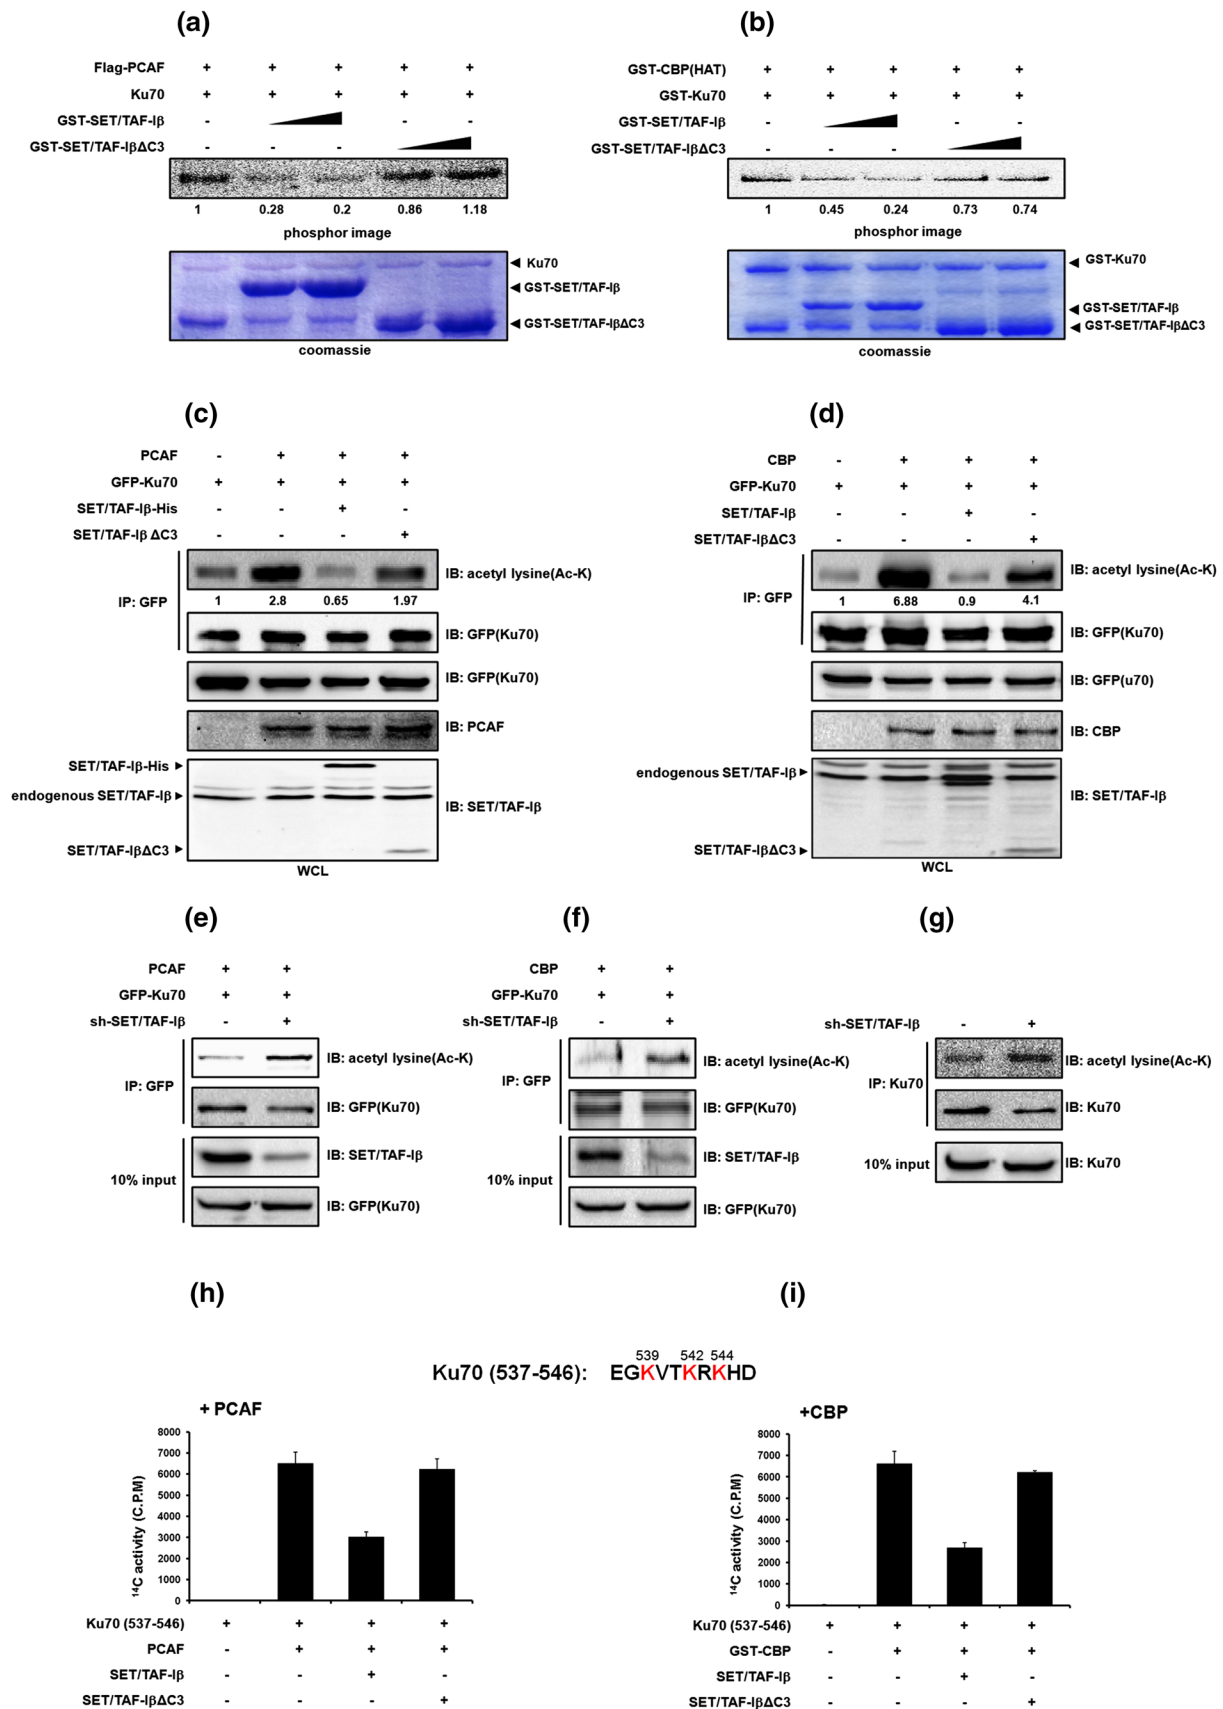 (a)
Flag-PCAF + + + + +
Ku70 + + + + +
GST-SET/TAF-Iβ - - -
GST-SET/TAF-IβΔC3 - - -
1 0.28 0.2 0.86 1.18
phosphor image
Ku70
GST-SET/TAF-Iβ
GST-SET/TAF-IβΔC3
coomassie
(b)
GST-CBP(HAT) + + + + +
GST-Ku70 + + + + +
GST-SET/TAF-Iβ - - -
GST-SET/TAF-IβΔC3 - - -
1 0.45 0.24 0.73 0.74
phosphor image
GST-Ku70
GST-SET/TAF-Iβ
GST-SET/TAF-IβΔC3
coomassie
(c)
PCAF - + + +
GFP-Ku70 + + + +
SET/TAF-Iβ-His - - + -
SET/TAF-Iβ ΔC3 - - - +
IB: acetyl lysine(Ac-K)
1 2.8 0.65 1.97
IP: GFP
IB: GFP(Ku70)
IB: GFP(Ku70)
IB: PCAF
SET/TAF-Iβ-His
endogenous SET/TAF-Iβ
IB: SET/TAF-Iβ
SET/TAF-IβΔC3
WCL
(d)
CBP - + + +
GFP-Ku70 + + + +
SET/TAF-Iβ - - + -
SET/TAF-IβΔC3 - - - +
IB: acetyl lysine(Ac-K)
1 6.88 0.9 4.1
IP: GFP
IB: GFP(Ku70)
IB: GFP(u70)
IB: CBP
endogenous SET/TAF-Iβ
IB: SET/TAF-Iβ
SET/TAF-IβΔC3
WCL
(e)
PCAF + +
GFP-Ku70 + +
sh-SET/TAF-Iβ - +
IB: acetyl lysine(Ac-K)
IP: GFP
IB: GFP(Ku70)
IB: SET/TAF-Iβ
10% input
IB: GFP(Ku70)
(f)
CBP + +
GFP-Ku70 + +
sh-SET/TAF-Iβ - +
IB: acetyl lysine(Ac-K)
IP: GFP
IB: GFP(Ku70)
IB: SET/TAF-Iβ
10% input
IB: GFP(Ku70)
(g)
sh-SET/TAF-Iβ - +
IB: acetyl lysine(Ac-K)
IP: Ku70
IB: Ku70
10% input
IB: Ku70
(h)
(i)
539 542 544
Ku70 (537-546): EGKVTKRKHD
+ PCAF
14C activity (C.P.M)
8000
7000
6000
5000
4000
3000
2000
1000
0
Ku70 (537-546) + + + +
PCAF - + + +
SET/TAF-Iβ - - + -
SET/TAF-IβΔC3 - - - +
+CBP
14C activity (C.P.M)
8000
7000
6000
5000
4000
3000
2000
1000
0
Ku70 (537-546) + + + +
GST-CBP - + + +
SET/TAF-Iβ - - + -
SET/TAF-IβΔC3 - - - +